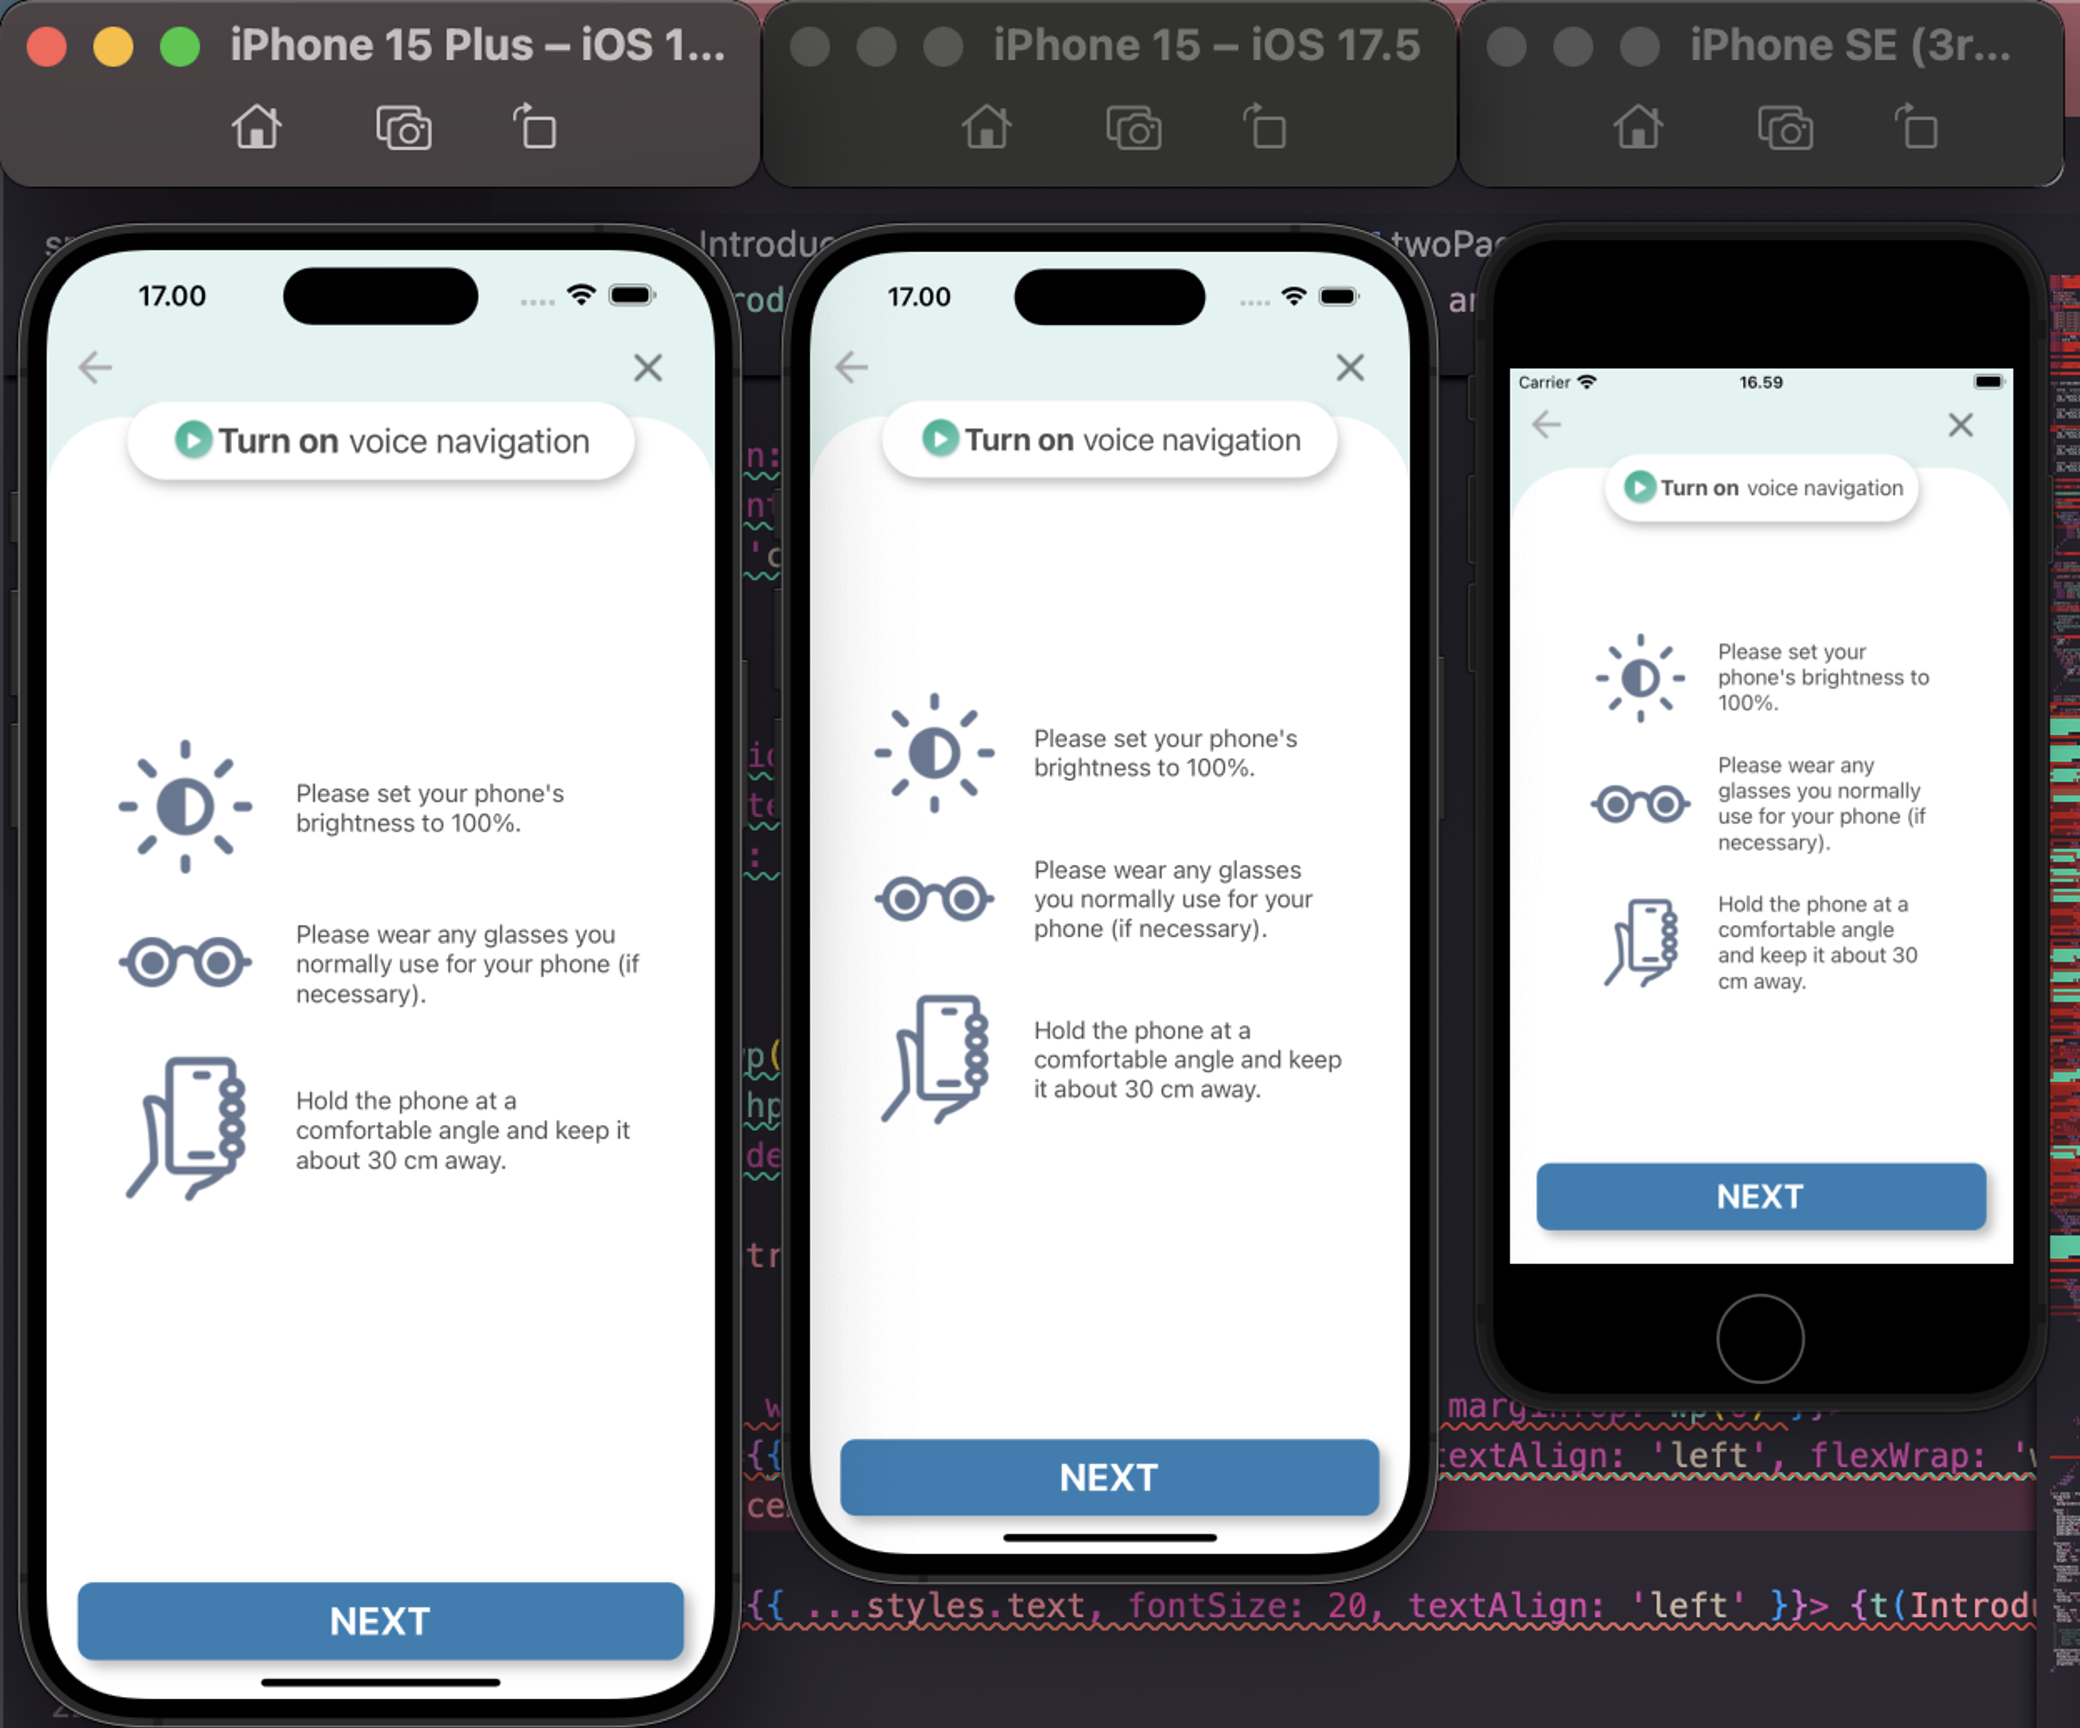 iPhone 15 Plus – iOS 1...
iPhone 15 – iOS 17.5
iPhone SE (3r...
Introduc
twoPa
17.00
Turn on voice navigation
Please set your phone's
brightness to 100%.
Please wear any glasses you
normally use for your phone (if
necessary).
Hold the phone at a
comfortable angle and keep it
about 30 cm away.
NEXT
17.00
Turn on voice navigation
Please set your phone's
brightness to 100%.
Please wear any glasses
you normally use for your
phone (if necessary).
Hold the phone at a
comfortable angle and keep
it about 30 cm away.
NEXT
Carrier
16.59
Turn on voice navigation
Please set your
phone's brightness to
100%.
Please wear any
glasses you normally
use for your phone (if
necessary).
Hold the phone at a
comfortable angle
and keep it about 30
cm away.
NEXT
extAlign: 'left', flexWrap: '
{{ ...styles.text, fontSize: 20, textAlign: 'left' }}> {t(Introdu